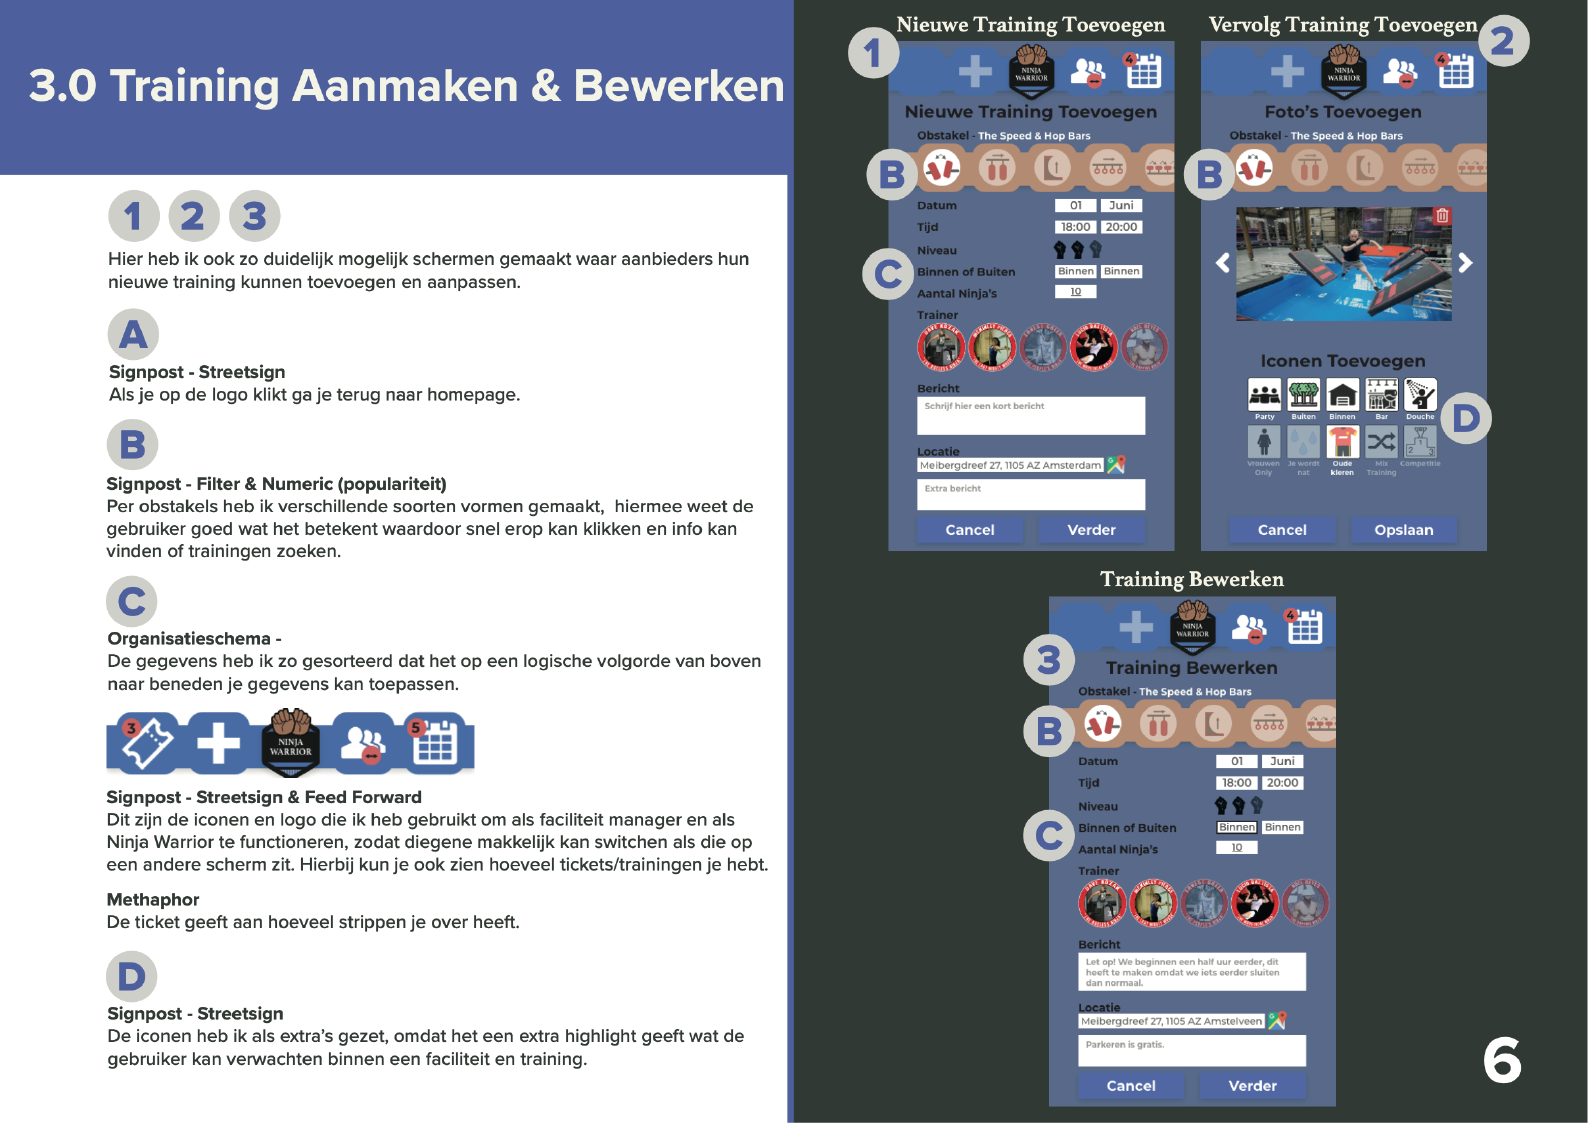 3.0 Training Aanmaken & Bewerken
1 2 3
Hier heb ik ook zo duidelijk mogelijk schermen gemaakt waar aanbieders hun
nieuwe training kunnen toevoegen en aanpassen.
A
Signpost - Streetsign
Als je op de logo klikt ga je terug naar homepage.
B
Signpost - Filter & Numeric (populariteit)
Per obstakels heb ik verschillende soorten vormen gemaakt, hiermee weet de
gebruiker goed wat het betekent waardoor snel erop kan klikken en info kan
vinden of trainingen zoeken.
C
Organisatieschema -
De gegevens heb ik zo gesorteerd dat het op een logische volgorde van boven
naar beneden je gegevens kan toepassen.
3
NINJA
WARRIOR
5
Signpost - Streetsign & Feed Forward
Dit zijn de iconen en logo die ik heb gebruikt om als faciliteit manager en als
Ninja Warrior te functioneren, zodat diegene makkelijk kan switchen als die op
een andere scherm zit. Hierbij kun je ook zien hoeveel tickets/trainingen je hebt.
Methaphor
De ticket geeft aan hoeveel strippen je over heeft.
D
Signpost - Streetsign
De iconen heb ik als extra's gezet, omdat het een extra highlight geeft wat de
gebruiker kan verwachten binnen een faciliteit en training.
Nieuwe Training Toevoegen
1
NINJA
WARRIOR
4
Nieuwe Training Toevoegen
Obstakel - The Speed & Hop Bars
B
Datum 01 Juni
Tijd 18:00 20:00
Niveau
C
Binnen of Buiten Binnen Binnen
Aantal Ninja's 10
Trainer
Bericht
Schrijf hier een kort bericht
Locatie
Meibergdreef 27, 1105 AZ Amsterdam
Extra bericht
Cancel Verder
Vervolg Training Toevoegen
2
NINJA
WARRIOR
4
Foto's Toevoegen
Obstakel - The Speed & Hop Bars
B
Iconen Toevoegen
Party Buiten Binnen Bar Douche
D
Vrouwen Only
Je wordt nat
Oude kleren
Mix Training
Competitie
Cancel Opslaan
Training Bewerken
NINJA
WARRIOR
4
3
Training Bewerken
Obstakel - The Speed & Hop Bars
B
Datum 01 Juni
Tijd 18:00 20:00
Niveau
C
Binnen of Buiten Binnen Binnen
Aantal Ninja's 10
Trainer
Bericht
Let op! We beginnen een half uur eerder, dit
heeft te maken omdat we iets eerder sluiten
dan normaal.
Locatie
Meibergdreef 27, 1105 AZ Amstelveen
Parkeren is gratis.
Cancel Verder
6